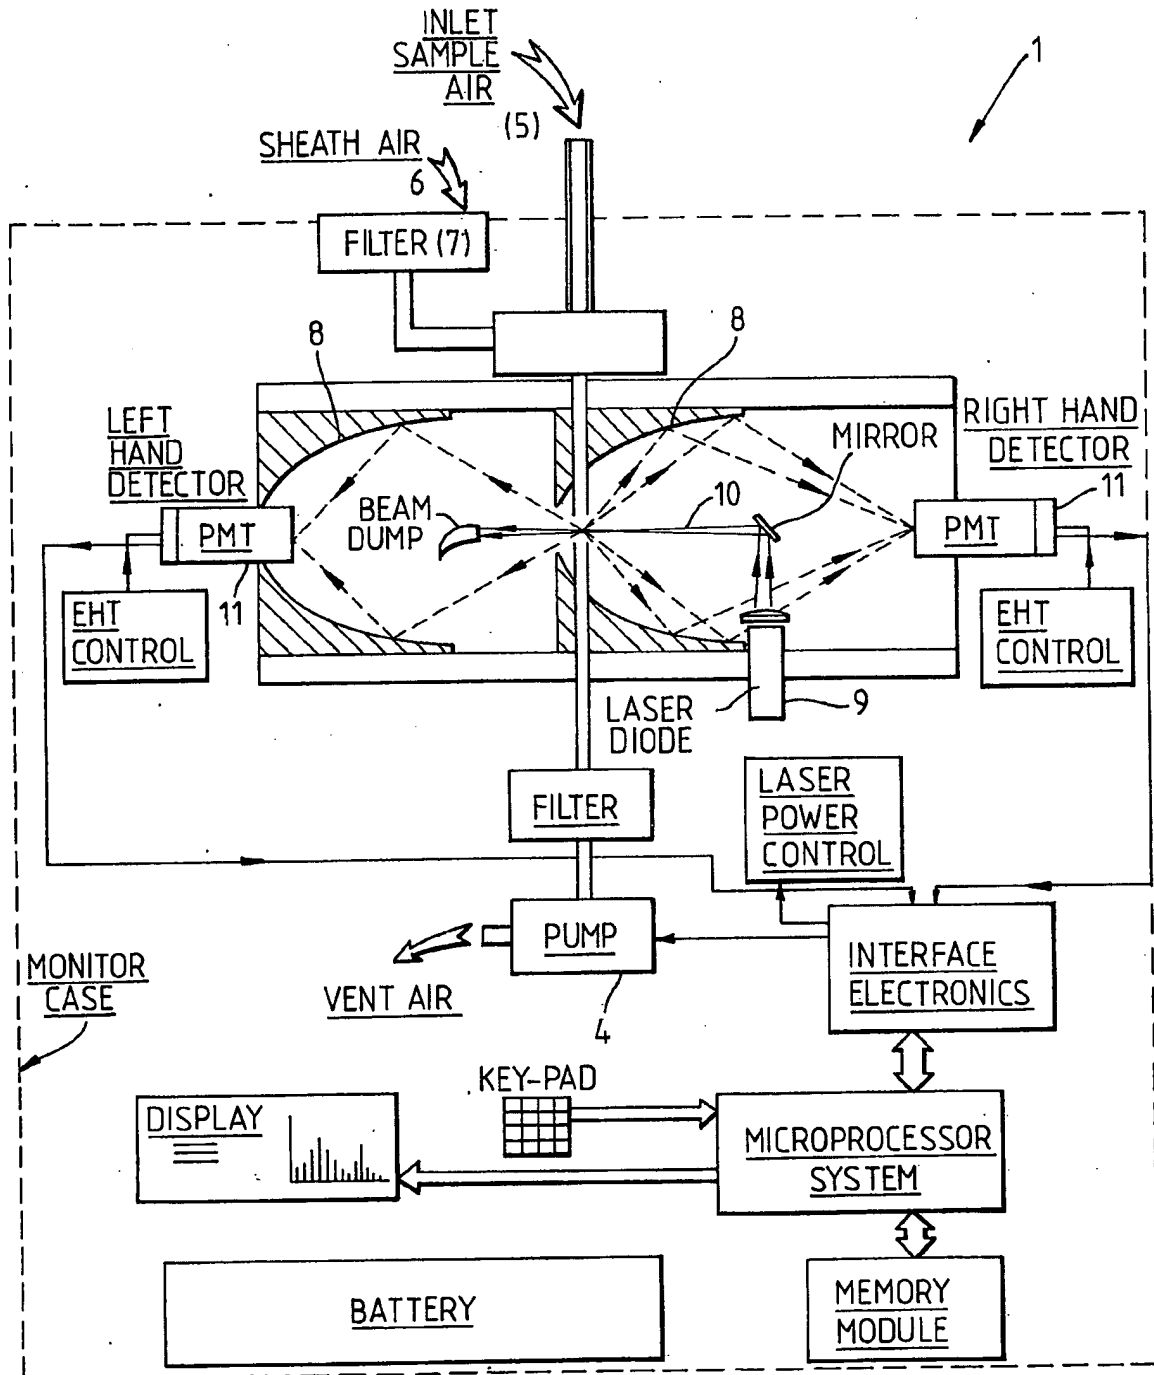 INLET
SAMPLE
AIR
(5)
1
SHEATH AIR
6
FILTER (7)
8
8
LEFT
HAND
DETECTOR
RIGHT HAND
DETECTOR
MIRROR
11
10
BEAM
DUMP
PMT
PMT
11
EHT
CONTROL
EHT
CONTROL
LASER
DIODE
9
FILTER
LASER
POWER
CONTROL
PUMP
INTERFACE
ELECTRONICS
MONITOR
CASE
VENT AIR
4
KEY-PAD
DISPLAY
MICROPROCESSOR
SYSTEM
BATTERY
MEMORY
MODULE